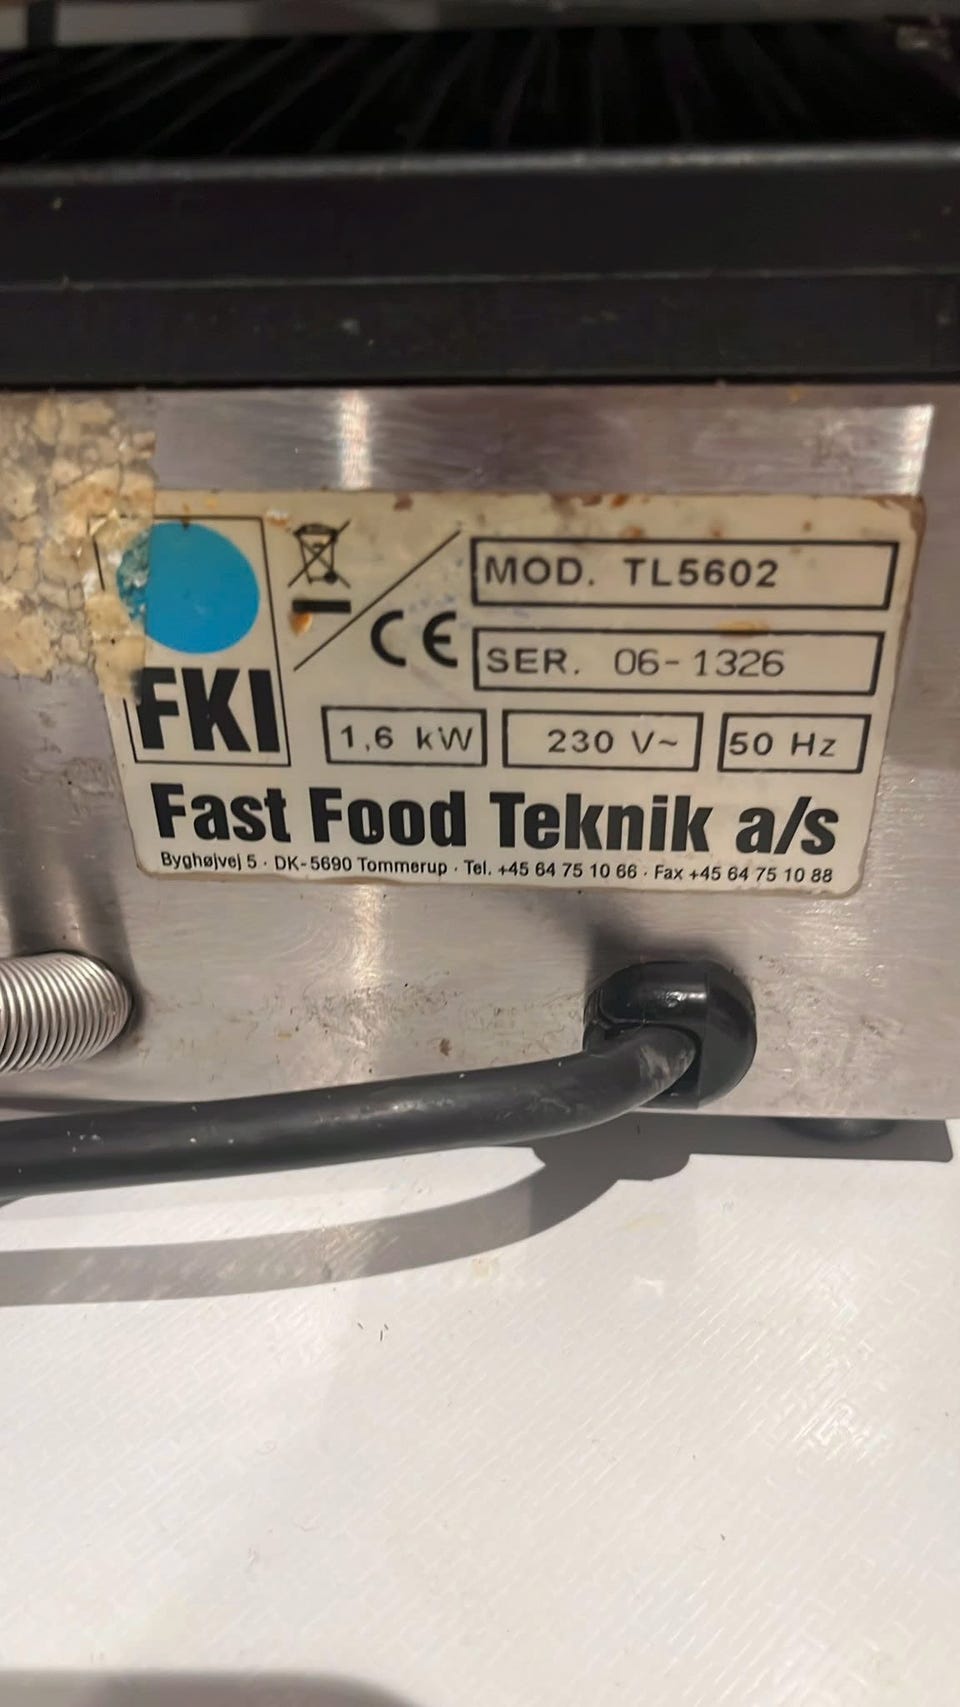 MOD. TL5602
CE
SER. 06-1326
FKI
1,6 kW
230 V~
50 Hz
Fast Food Teknik a/s
Byghøjvej 5 · DK-5690 Tommerup · Tel. +45 64 75 10 66 · Fax +45 64 75 10 88